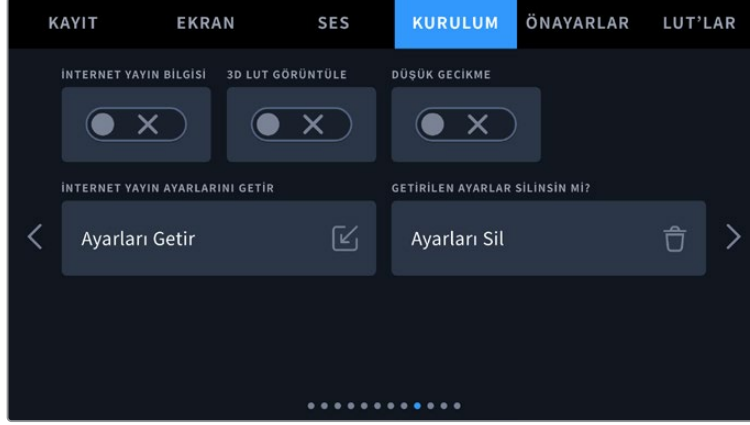 KAYIT EKRAN SES KURULUM ÖNAYARLAR LUT’LAR
İNTERNET YAYIN BİLGİSİ 3D LUT GÖRÜNTÜLE DÜŞÜK GECİKME
İNTERNET YAYIN AYARLARINI GETİR GETİRİLEN AYARLAR SİLİNSİN Mİ?
Ayarları Getir Ayarları Sil